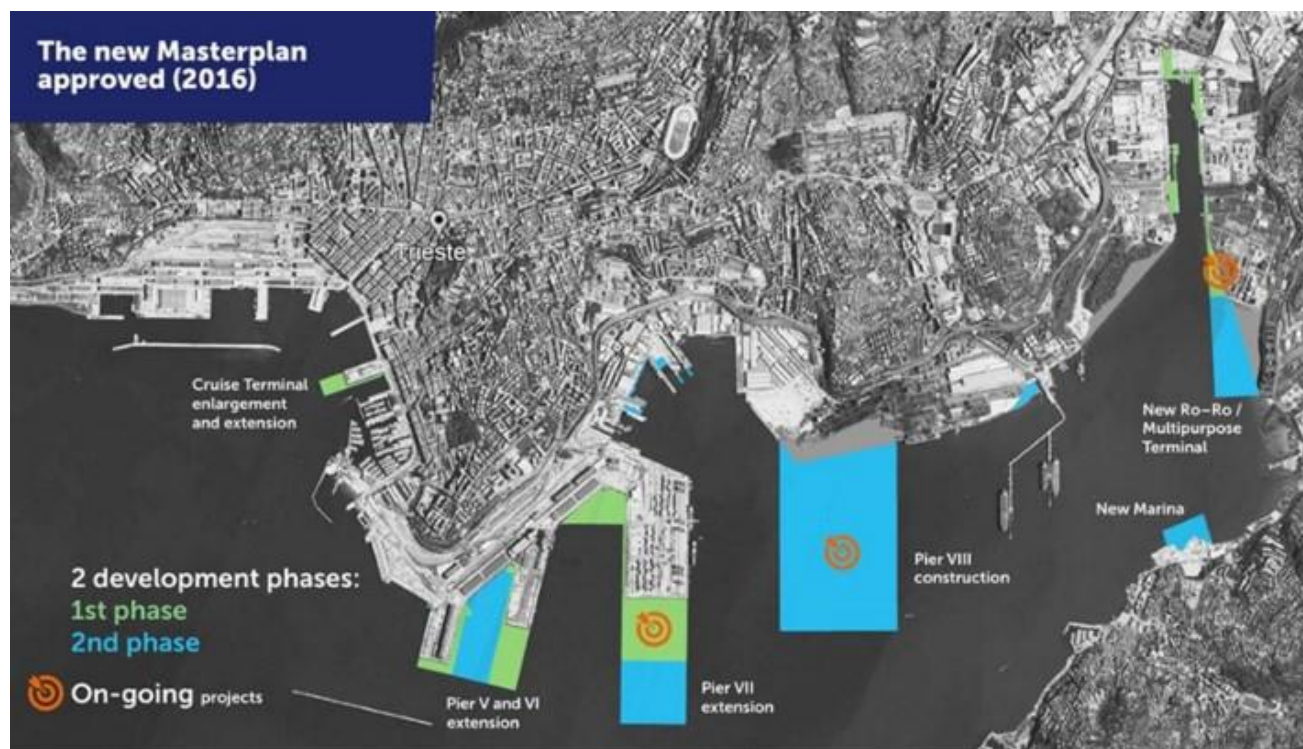 The new Masterplan
approved (2016)
Trieste
Cruise Terminal
enlargement
and extension
New Ro-Ro /
Multipurpose
Terminal
New Marina
Pier VIII
construction
2 development phases:
1st phase
2nd phase
On-going projects
Pier V and VI
extension
Pier VII
extension